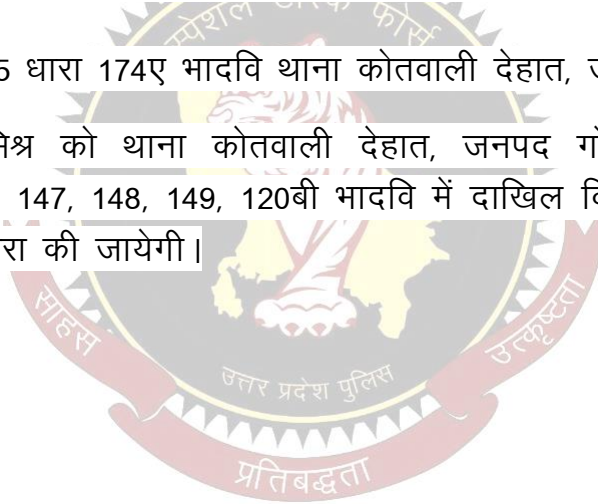 स्पेशल टास्क फोर्स
5 धारा 174ए भादवि थाना कोतवाली देहात,
को थाना कोतवाली देहात, जनपद
147, 148, 149, 120बी भादवि में दाखिल
की जायेगी।
साहस
उत्कृष्टता
उत्तर प्रदेश पुलिस
प्रतिबद्धता